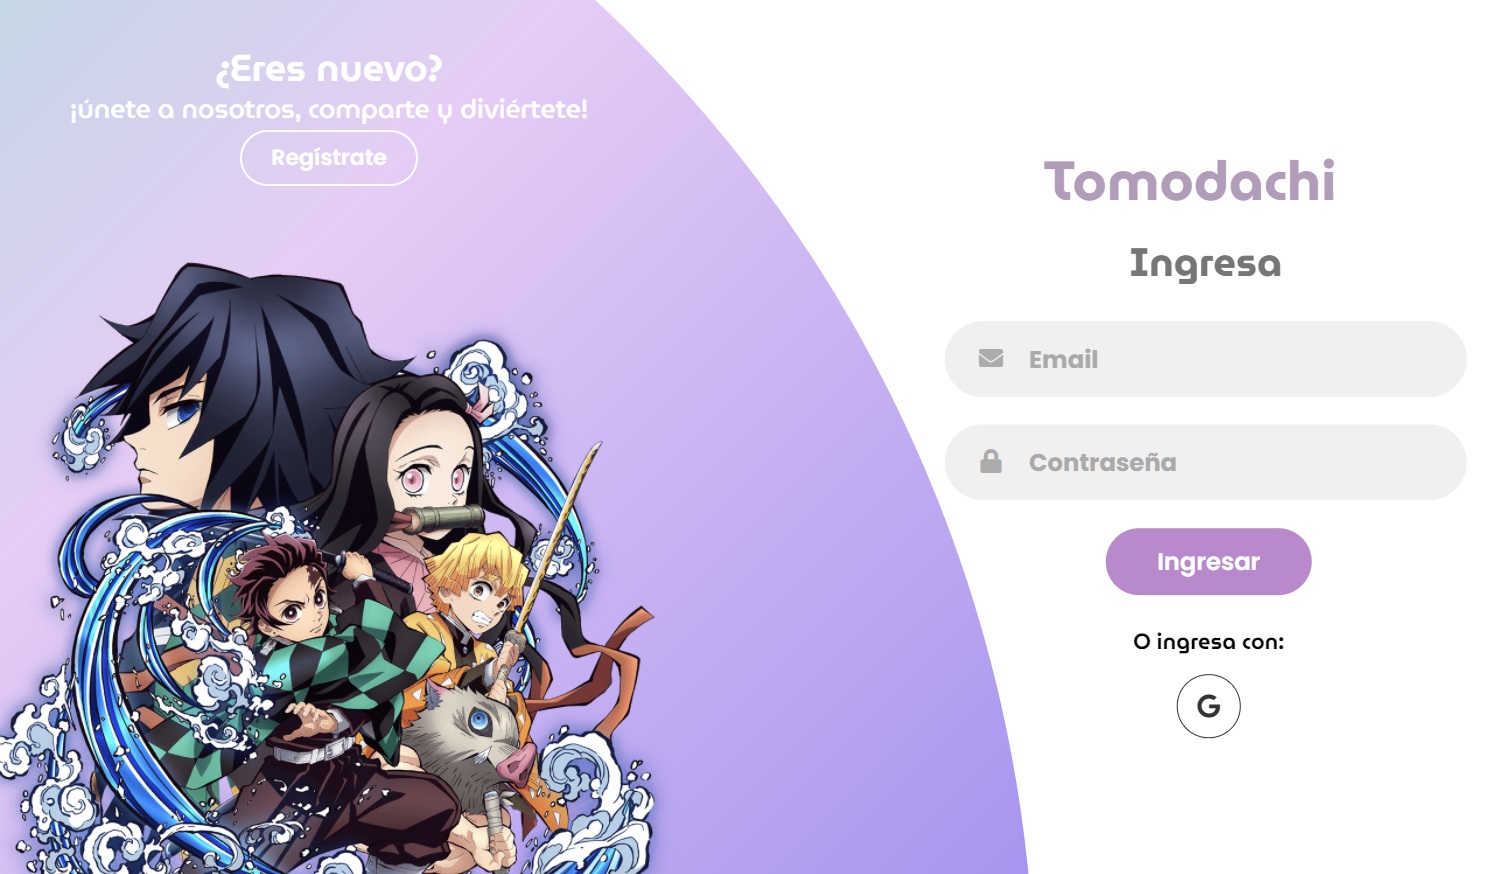 ¿Eres nuevo?
¡únete a nosotros, comparte y diviértete!
Regístrate
Tomodachi
Ingresa
Email
Contraseña
Ingresar
O ingresa con:
G